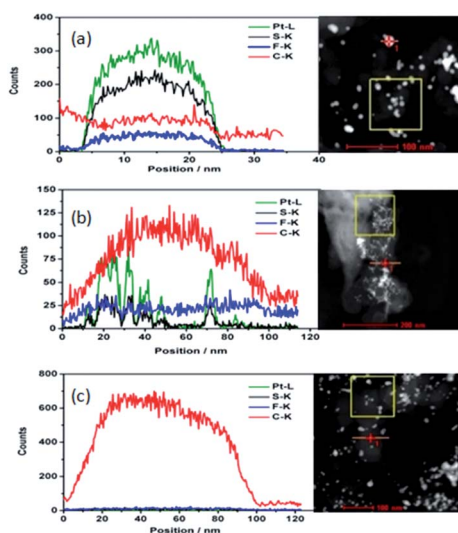 (a)
Pt-L
S-K
F-K
C-K
400
300
200
100
0
Counts
0 10 20 30 40
Position / nm
1
100 nm
(b)
Pt-L
S-K
F-K
C-K
150
125
100
75
50
25
0
Counts
0 20 40 60 80 100 120
Position / nm
200 nm
(c)
Pt-L
S-K
F-K
C-K
800
600
400
200
0
Counts
0 20 40 60 80 100 120
Position / nm
1
100 nm